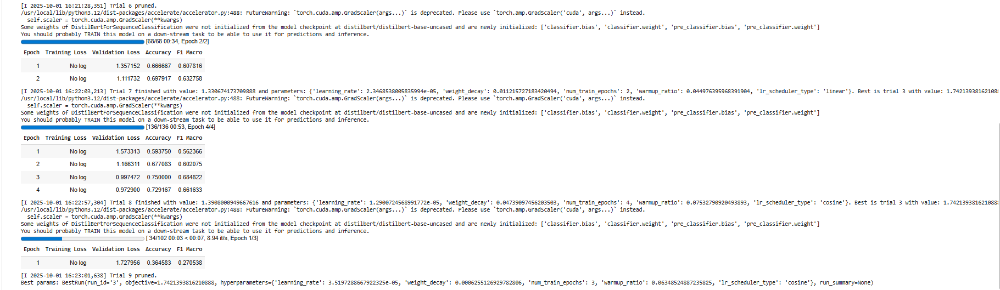 [I 2025-10-01 16:21:28,351] Trial 6 pruned.
/usr/local/lib/python3.12/dist-packages/accelerate/accelerator.py:488: FutureWarning: `torch.cuda.amp.GradScaler(args...)` is deprecated. Please use `torch.amp.GradScaler('cuda', args...)` instead.
self.scaler = torch.cuda.amp.GradScaler(**kwargs)
Some weights of DistilBertForSequenceClassification were not initialized from the model checkpoint at distilbert/distilbert-base-uncased and are newly initialized: ['classifier.bias', 'classifier.weight', 'pre_classifier.bias', 'pre_classifier.weight']
You should probably TRAIN this model on a down-stream task to be able to use it for predictions and inference.
[68/68 00:34, Epoch 2/2]
Epoch Training Loss Validation Loss Accuracy F1 Macro
1 No log 1.357152 0.666667 0.607816
2 No log 1.111732 0.697917 0.632758
[I 2025-10-01 16:22:03,213] Trial 7 finished with value: 1.330674173709888 and parameters: {'learning_rate': 2.3468538005835994e-05, 'weight_decay': 0.011215727183420494, 'num_train_epochs': 2, 'warmup_ratio': 0.044976395968391904, 'lr_scheduler_type': 'linear'}. Best is trial 3 with value: 1.7421393816210888
/usr/local/lib/python3.12/dist-packages/accelerate/accelerator.py:488: FutureWarning: `torch.cuda.amp.GradScaler(args...)` is deprecated. Please use `torch.amp.GradScaler('cuda', args...)` instead.
self.scaler = torch.cuda.amp.GradScaler(**kwargs)
Some weights of DistilBertForSequenceClassification were not initialized from the model checkpoint at distilbert/distilbert-base-uncased and are newly initialized: ['classifier.bias', 'classifier.weight', 'pre_classifier.bias', 'pre_classifier.weight']
You should probably TRAIN this model on a down-stream task to be able to use it for predictions and inference.
[136/136 00:53, Epoch 4/4]
Epoch Training Loss Validation Loss Accuracy F1 Macro
1 No log 1.573313 0.593750 0.562366
2 No log 1.166311 0.677083 0.602075
3 No log 0.997472 0.750000 0.684822
4 No log 0.972900 0.729167 0.661633
[I 2025-10-01 16:22:57,304] Trial 8 finished with value: 1.3908000949667616 and parameters: {'learning_rate': 1.2900724568991772e-05, 'weight_decay': 0.04739097456203503, 'num_train_epochs': 4, 'warmup_ratio': 0.07532790920493893, 'lr_scheduler_type': 'cosine'}. Best is trial 3 with value: 1.7421393816210888
/usr/local/lib/python3.12/dist-packages/accelerate/accelerator.py:488: FutureWarning: `torch.cuda.amp.GradScaler(args...)` is deprecated. Please use `torch.amp.GradScaler('cuda', args...)` instead.
self.scaler = torch.cuda.amp.GradScaler(**kwargs)
Some weights of DistilBertForSequenceClassification were not initialized from the model checkpoint at distilbert/distilbert-base-uncased and are newly initialized: ['classifier.bias', 'classifier.weight', 'pre_classifier.bias', 'pre_classifier.weight']
You should probably TRAIN this model on a down-stream task to be able to use it for predictions and inference.
[ 34/102 00:03 < 00:07, 8.94 it/s, Epoch 1/3]
Epoch Training Loss Validation Loss Accuracy F1 Macro
1 No log 1.727956 0.364583 0.270538
[I 2025-10-01 16:23:01,638] Trial 9 pruned.
Best params: BestRun(run_id='3', objective=1.7421393816210888, hyperparameters={'learning_rate': 3.5197288667922325e-05, 'weight_decay': 0.0006255126929782806, 'num_train_epochs': 3, 'warmup_ratio': 0.06348524887235825, 'lr_scheduler_type': 'cosine'}, run_summary=None)